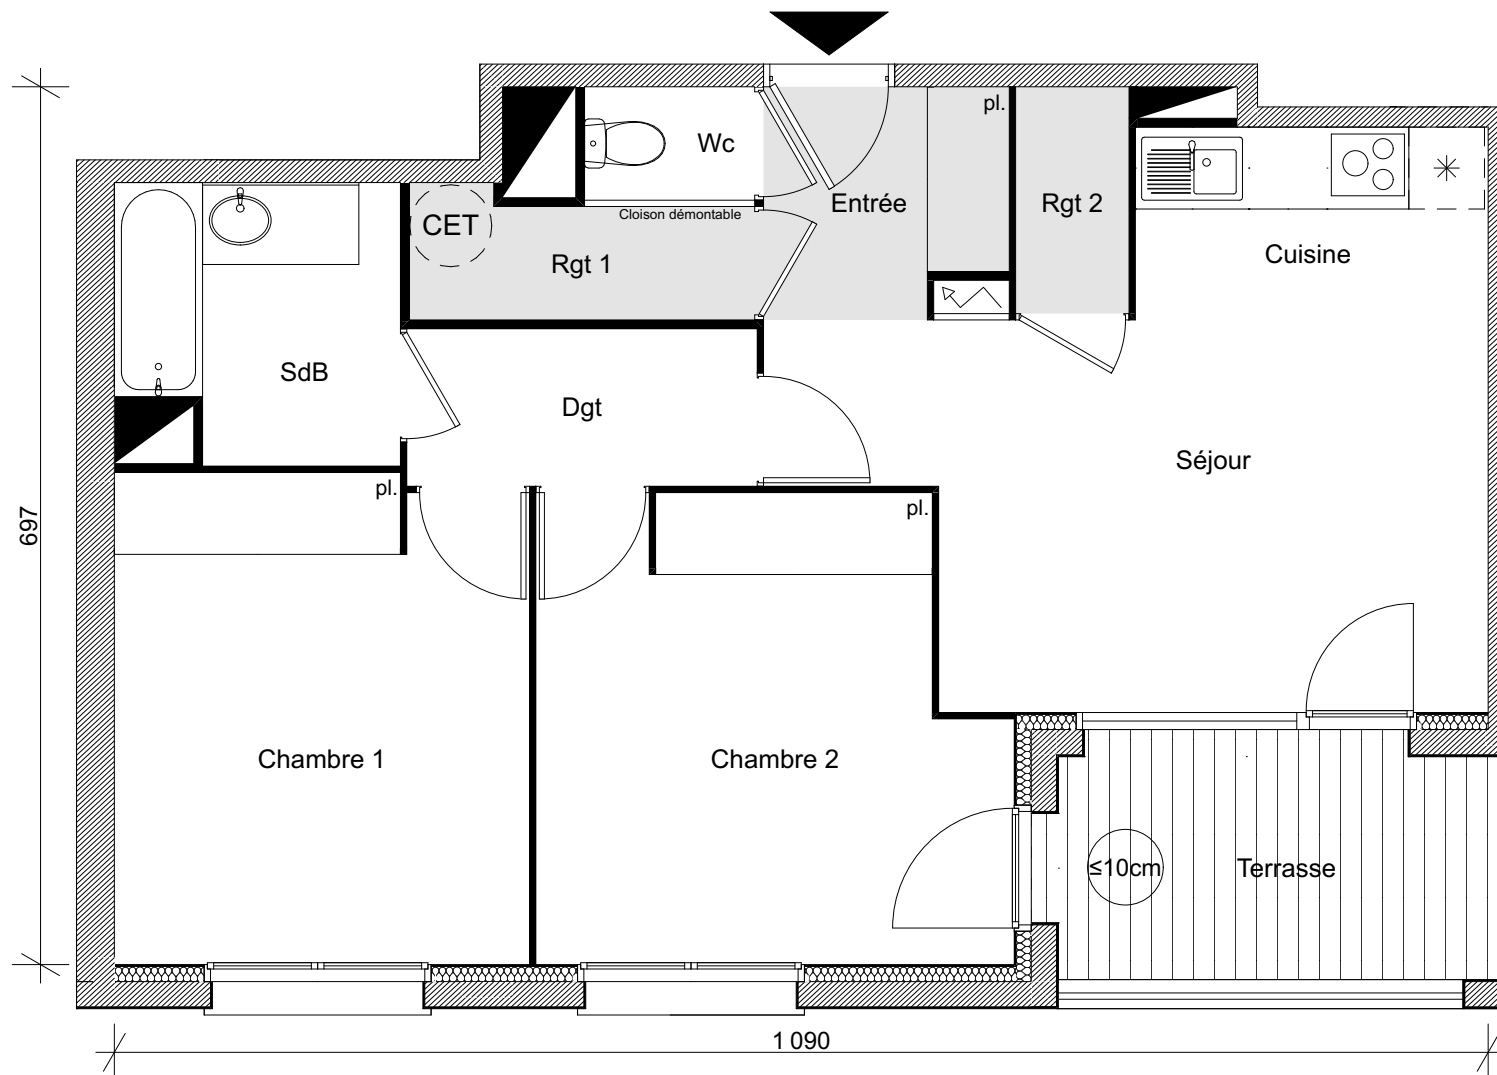 pl.
Wc
Entrée
Rgt 2
Cloison démontable
CET
Rgt 1
Cuisine
SdB
Dgt
Séjour
pl.
pl.
697
Chambre 1
Chambre 2
≤10cm
Terrasse
1 090